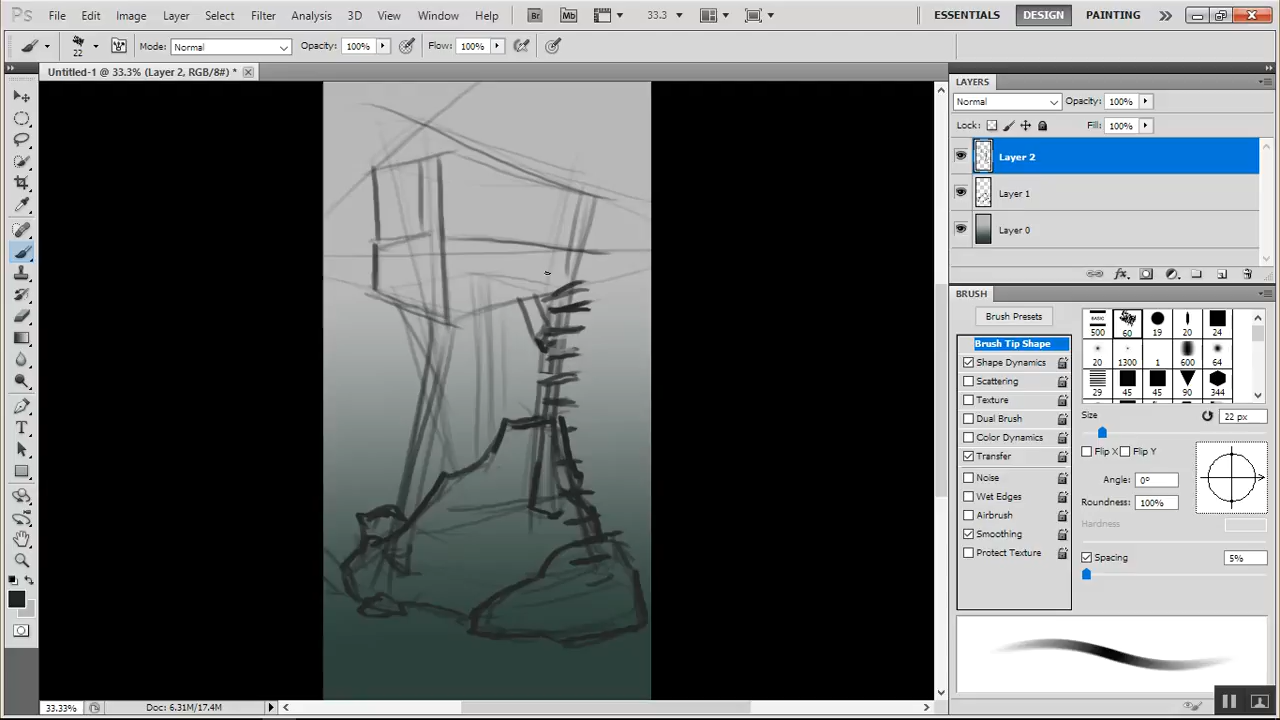 Ps File Edit Image Layer Select Filter Analysis 3D View Window Help Br Mb 33.3 ESSENTIALS DESIGN PAINTING
22 Mode: Normal Opacity: 100% Flow: 100%
Untitled-1 @ 33.3% (Layer 2, RGB/8#) *
LAYERS
Normal Opacity: 100%
Lock: Fill: 100%
Layer 2
Layer 1
Layer 0
fx
BRUSH
Brush Presets
BASIC
500 60 19 20 24
20 1300 1 600 64
29 45 45 90 344
Brush Tip Shape
Shape Dynamics
Scattering
Texture
Dual Brush
Color Dynamics
Transfer
Noise
Wet Edges
Airbrush
Smoothing
Protect Texture
Size 22 px
Flip X Flip Y
Angle: 0°
Roundness: 100%
Hardness
Spacing 5%
T
33.33% Doc: 6.31M/17.4M